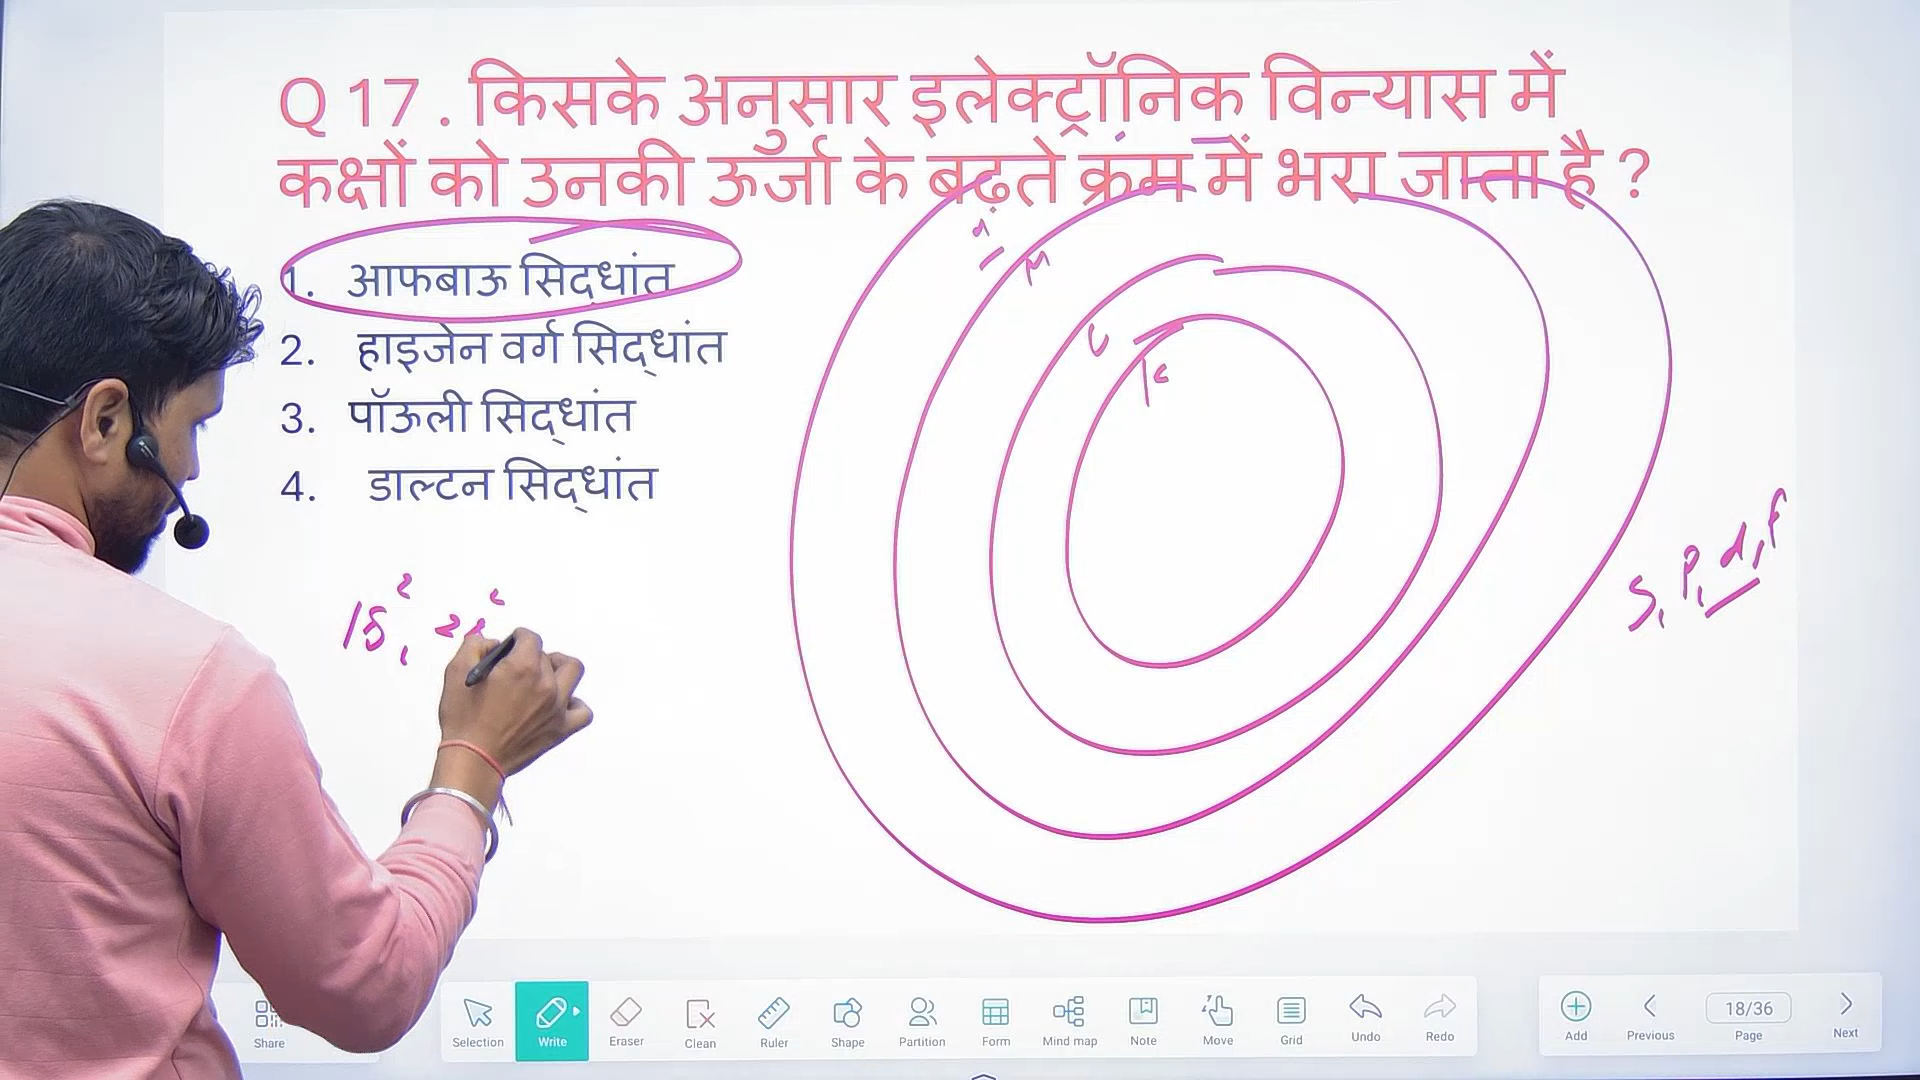 Q 17 . किसके अनुसार इलेक्ट्रॉनिक विन्यास में
कक्षों को उनकी ऊर्जा के बढ़ते क्रम में भरा जाता है ?
1. आफबाऊ सिद्धांत
2. हाइजेन वर्ग सिद्धांत
3. पॉऊली सिद्धांत
4. डाल्टन सिद्धांत
M
L
K
S, P, d, f
1s², 2s²
Share
Selection
Write
Eraser
Clean
Ruler
Shape
Partition
Form
Mind map
Note
Move
Grid
Undo
Redo
Add
Previous
18/36
Page
Next